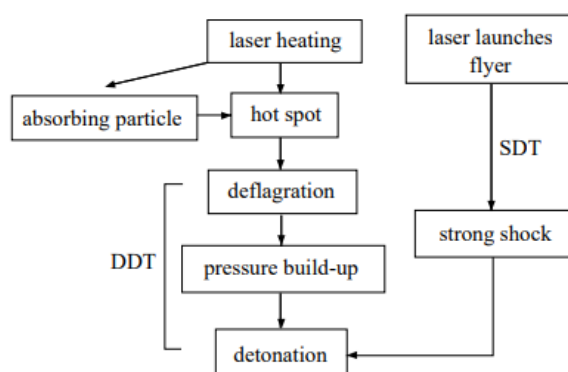 laser heating
laser launches
flyer
absorbing particle
hot spot
SDT
deflagration
strong shock
DDT
pressure build-up
detonation